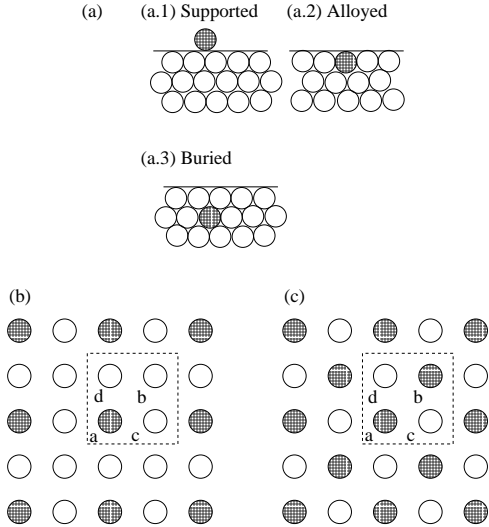 (a) (a.1) Supported (a.2) Alloyed
(a.3) Buried
(b) (c)
d b d b
a c a c